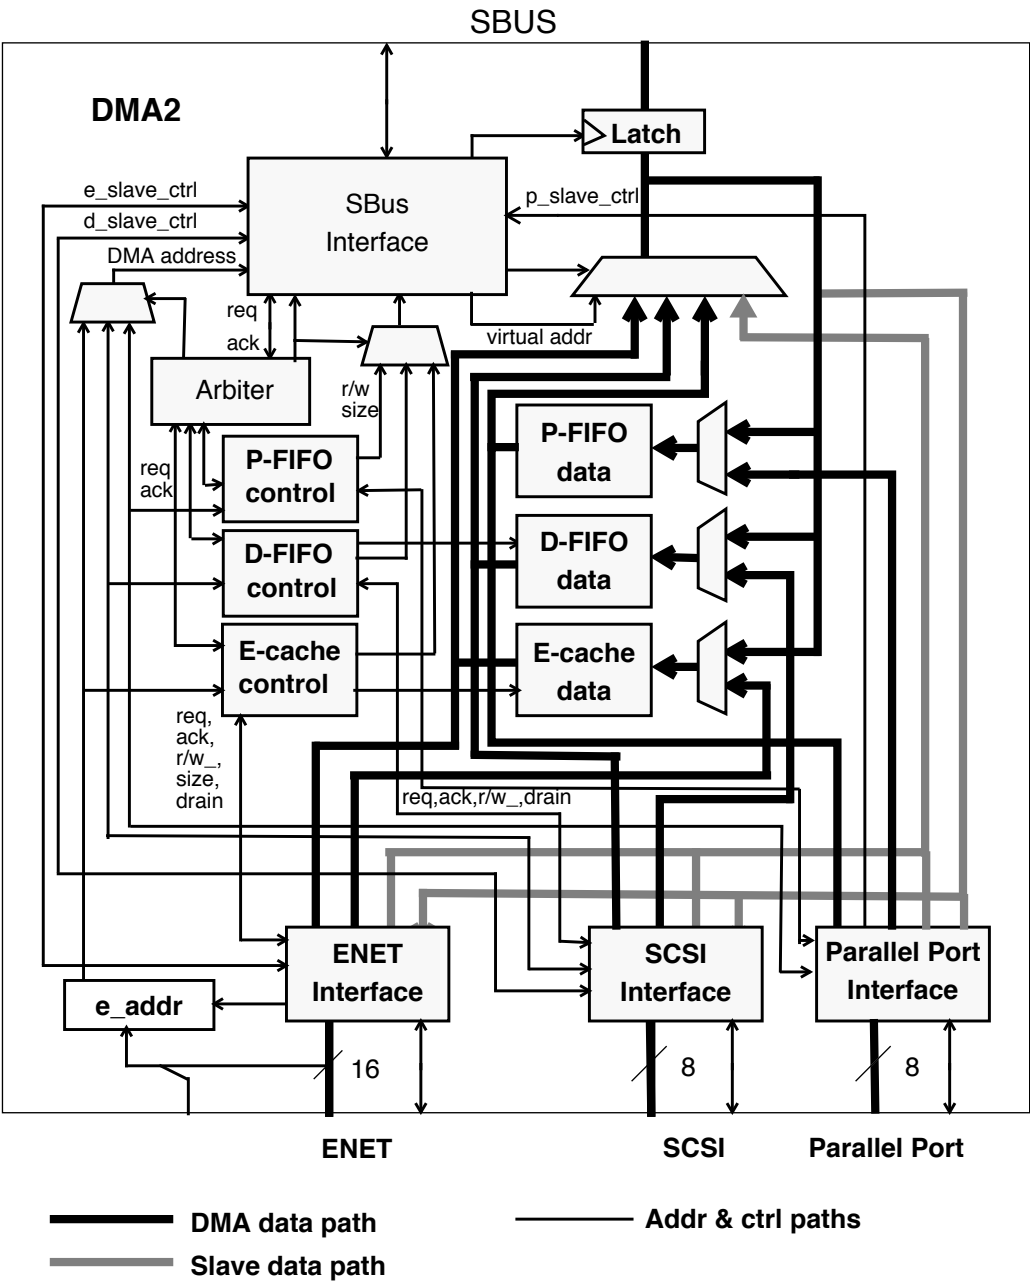 SBUS
DMA2
Latch
e_slave_ctrl
SBus
Interface
p_slave_ctrl
d_slave_ctrl
DMA address
req
ack
virtual addr
Arbiter
r/w
size
P-FIFO
control
P-FIFO
data
req
ack
D-FIFO
control
D-FIFO
data
E-cache
control
E-cache
data
req,
ack,
r/w_,
size,
drain
req,ack,r/w_,drain
ENET
Interface
SCSI
Interface
Parallel Port
Interface
e_addr
16
8
8
ENET
SCSI
Parallel Port
DMA data path
Addr & ctrl paths
Slave data path